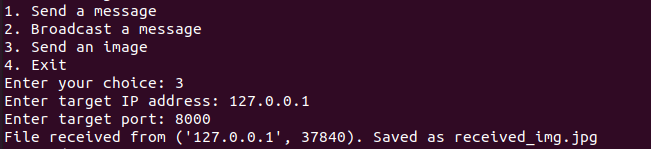 1. Send a message
2. Broadcast a message
3. Send an image
4. Exit
Enter your choice: 3
Enter target IP address: 127.0.0.1
Enter target port: 8000
File received from ('127.0.0.1', 37840). Saved as received_img.jpg